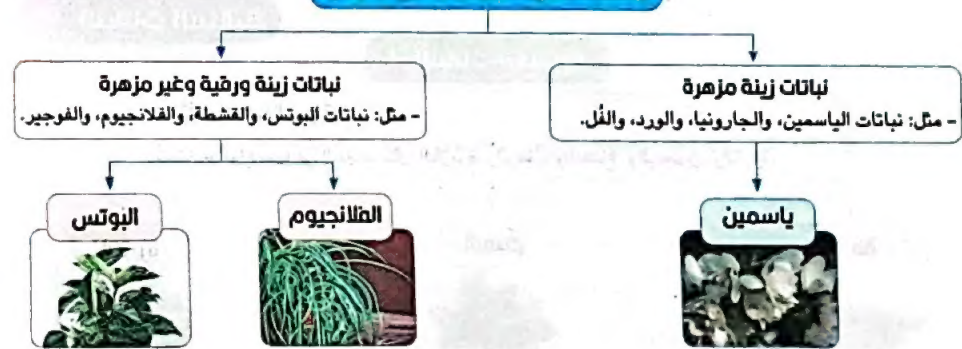 نباتات زينة مزهرة
- مثل: نباتات الياسمين، والجارونيا، والورد، والفُل.
نباتات زينة ورقية وغير مزهرة
- مثل: نباتات البوتس، والقشطة، والفلانجيوم، والفوجير.
ياسمين
الفلانجيوم
البوتس